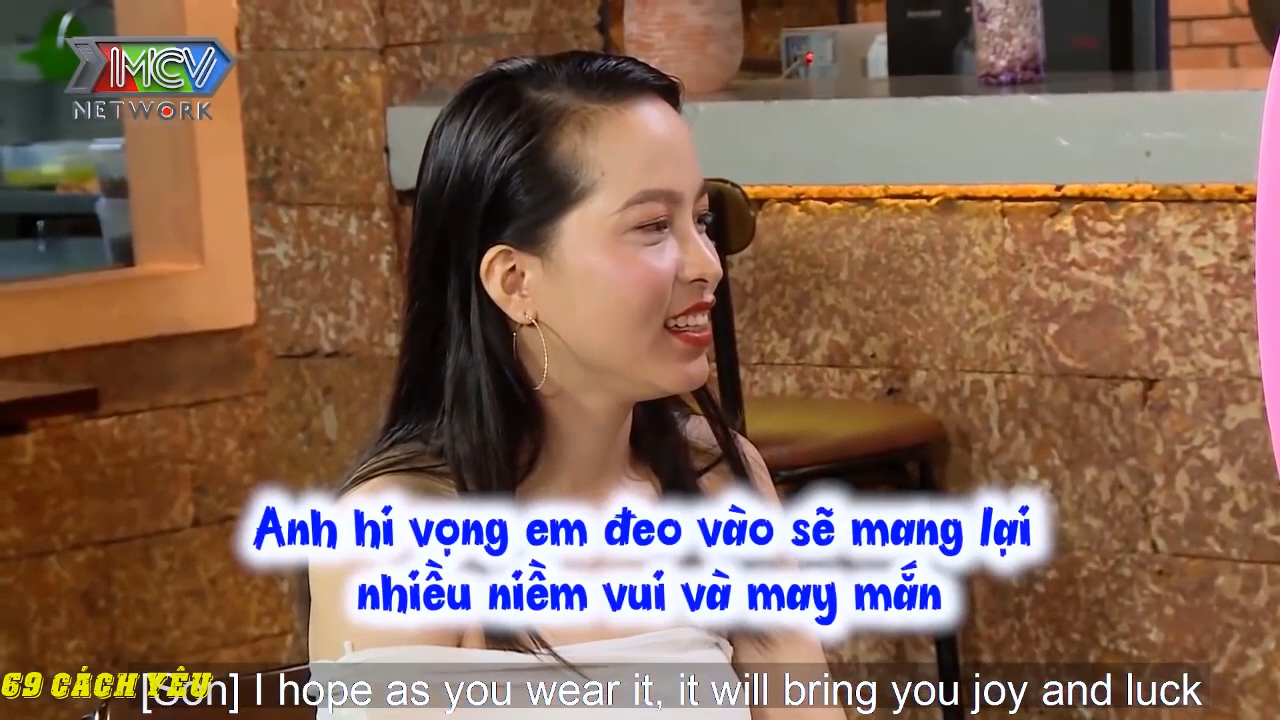 MCV
NETWORK
Anh hi vọng em đeo vào sẽ mang lại
nhiều niềm vui và may mắn
69 CÁCH YÊU
[Sơn] I hope as you wear it, it will bring you joy and luck